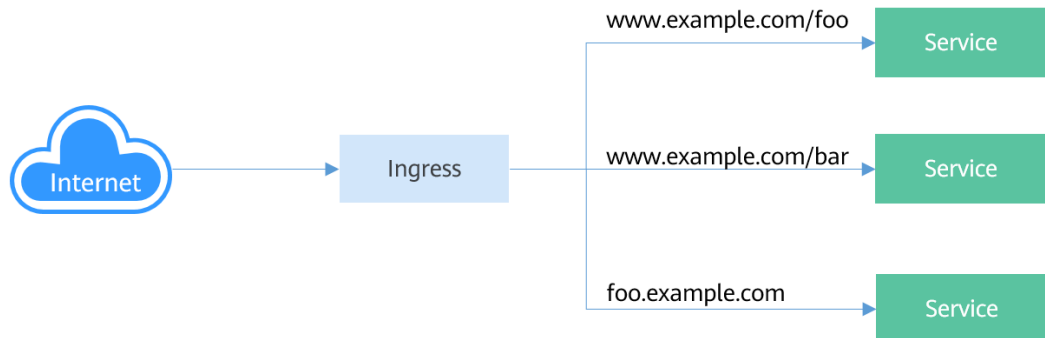 www.example.com/foo
Service
Internet
Ingress
www.example.com/bar
Service
foo.example.com
Service